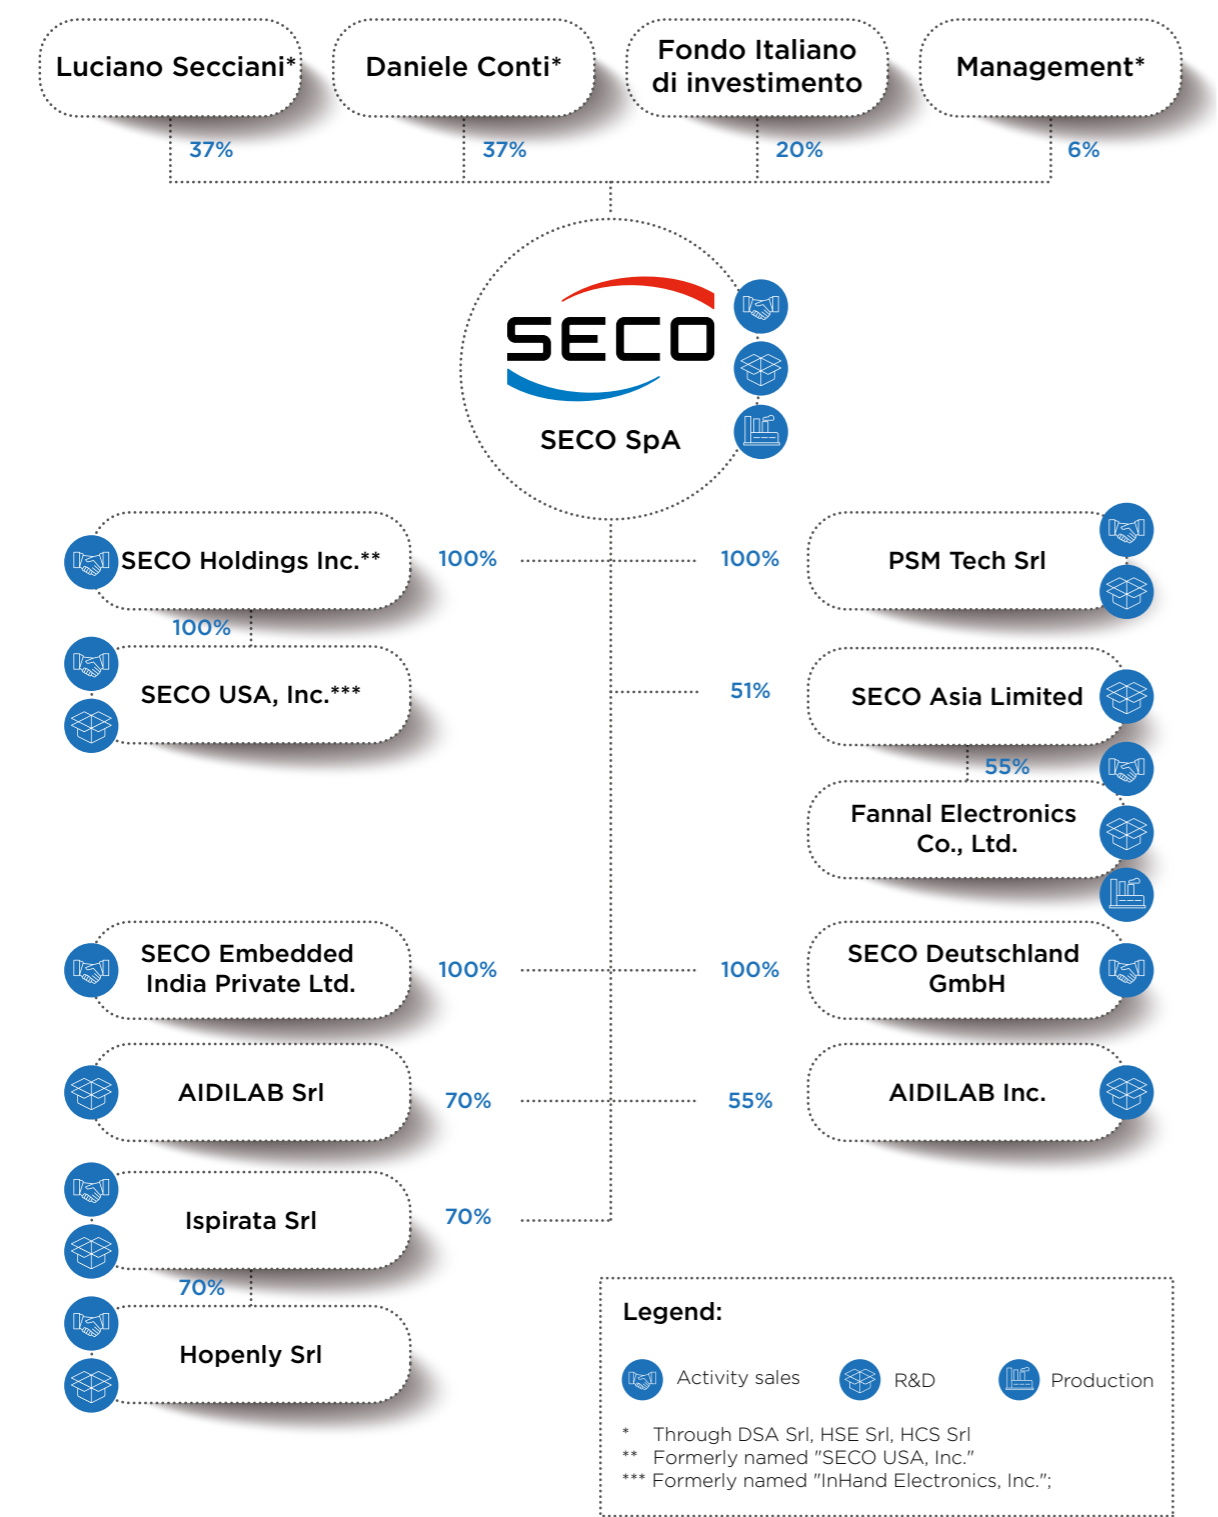 Luciano Secciani*
Daniele Conti*
Fondo Italiano
di investimento
Management*
37%
37%
20%
6%
SECO
SECO SpA
SECO Holdings Inc.**
100%
100%
PSM Tech Srl
100%
SECO USA, Inc.***
51%
SECO Asia Limited
55%
Fannal Electronics
Co., Ltd.
SECO Embedded
India Private Ltd.
100%
100%
SECO Deutschland
GmbH
AIDILAB Srl
70%
55%
AIDILAB Inc.
Ispirata Srl
70%
70%
Hopenly Srl
Legend:
Activity sales
R&D
Production
* Through DSA Srl, HSE Srl, HCS Srl
** Formerly named "SECO USA, Inc."
*** Formerly named "InHand Electronics, Inc.";